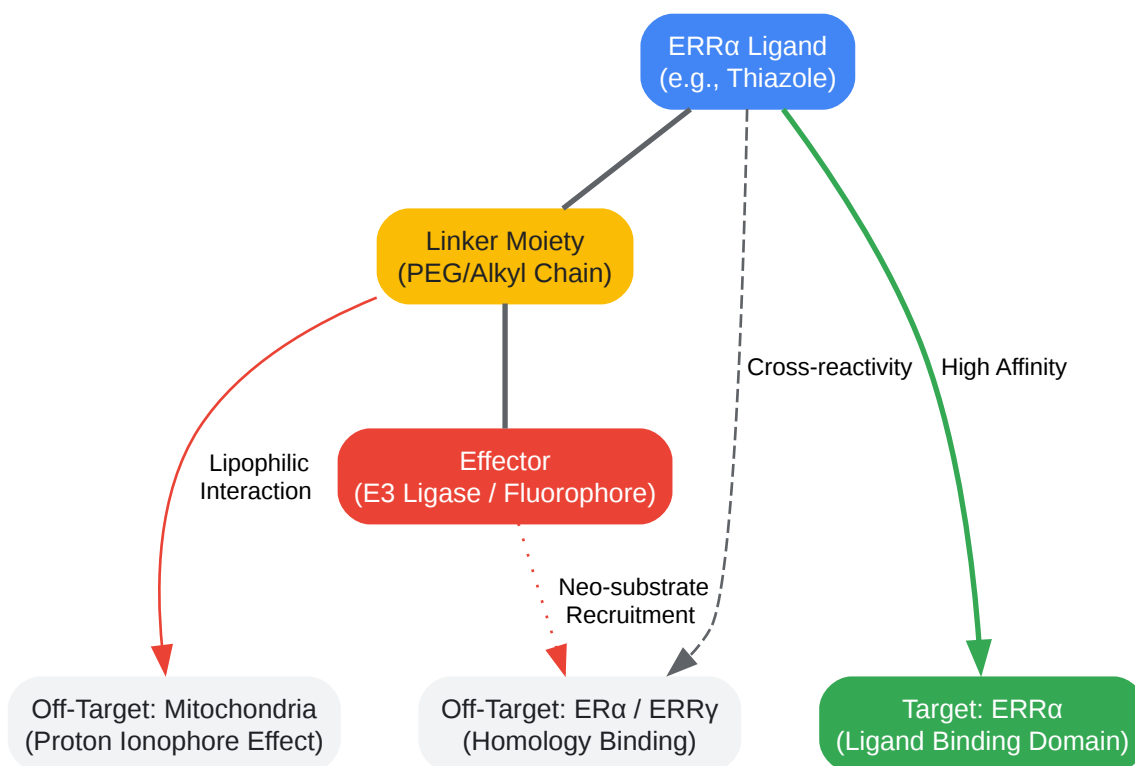 ERRα Ligand
(e.g., Thiazole)
Linker Moiety
(PEG/Alkyl Chain)
Cross-reactivity
High Affinity
Lipophilic
Interaction
Effector
(E3 Ligase / Fluorophore)
Neo-substrate
Recruitment
Off-Target: Mitochondria
(Proton Ionophore Effect)
Off-Target: ERα / ERRγ
(Homology Binding)
Target: ERRα
(Ligand Binding Domain)